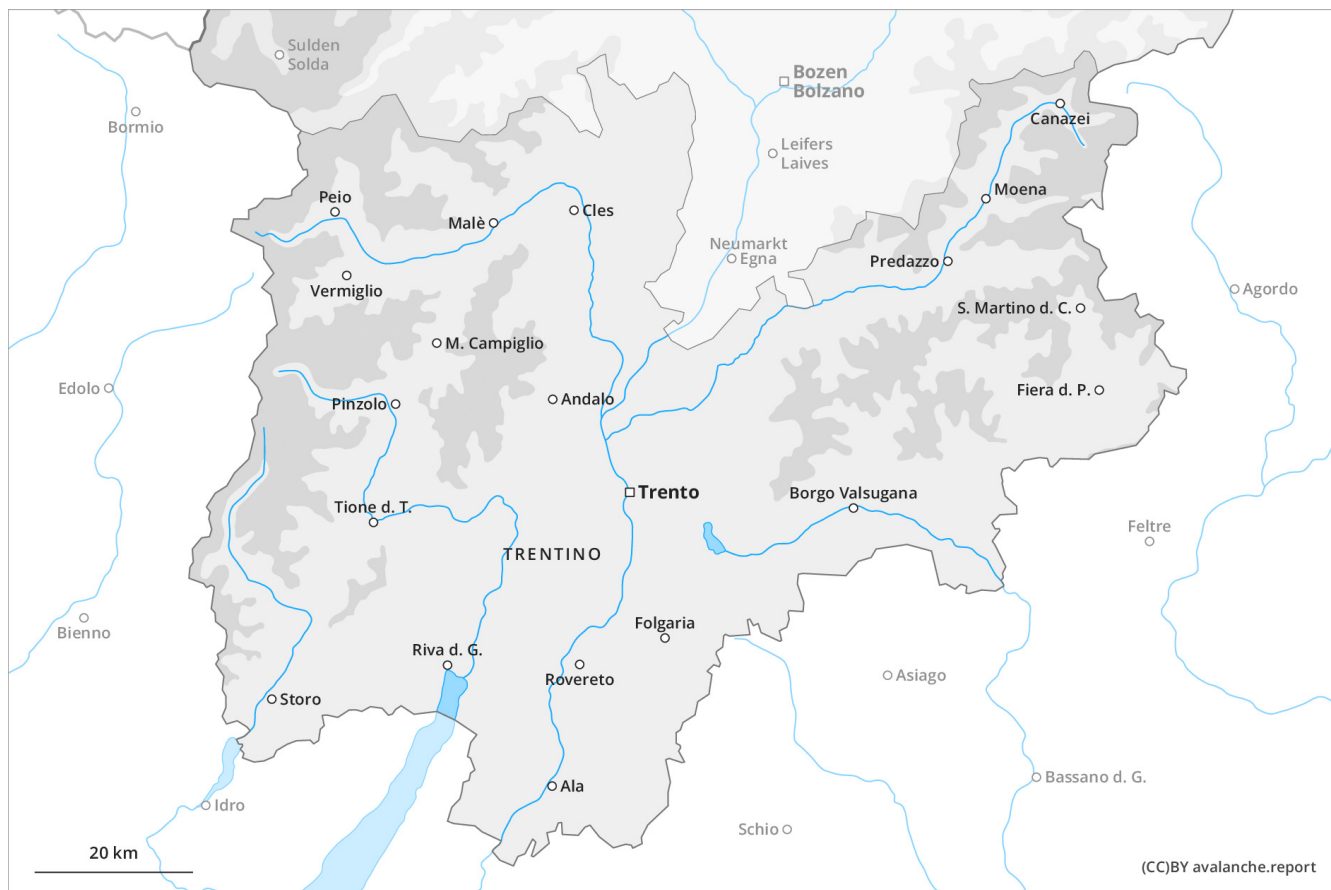 Sulden
Solda
Bozen
Bolzano
Bormio
Canazei
Leifers
Laives
Peio
Moena
Malè
Cles
Neumarkt
Egna
Predazzo
Vermiglio
Agordo
S. Martino d. C.
M. Campiglio
Edolo
Fiera d. P.
Pinzolo
Andalo
Trento
Borgo Valsugana
Tione d. T.
Feltre
TRENTINO
Bienno
Folgaria
Riva d. G.
Rovereto
Asiago
Storo
Bassano d. G.
Ala
Idro
Schio
20 km
(CC)BY avalanche.report